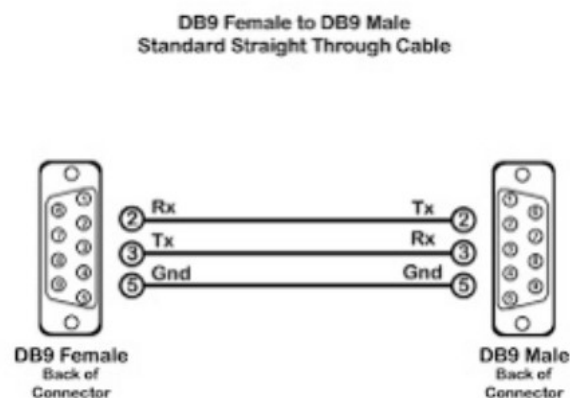 DB9 Female to DB9 Male
Standard Straight Through Cable
2 Rx Tx 2
3 Tx Rx 3
5 Gnd Gnd 5
DB9 Female
Back of
Connector
DB9 Male
Back of
Connector